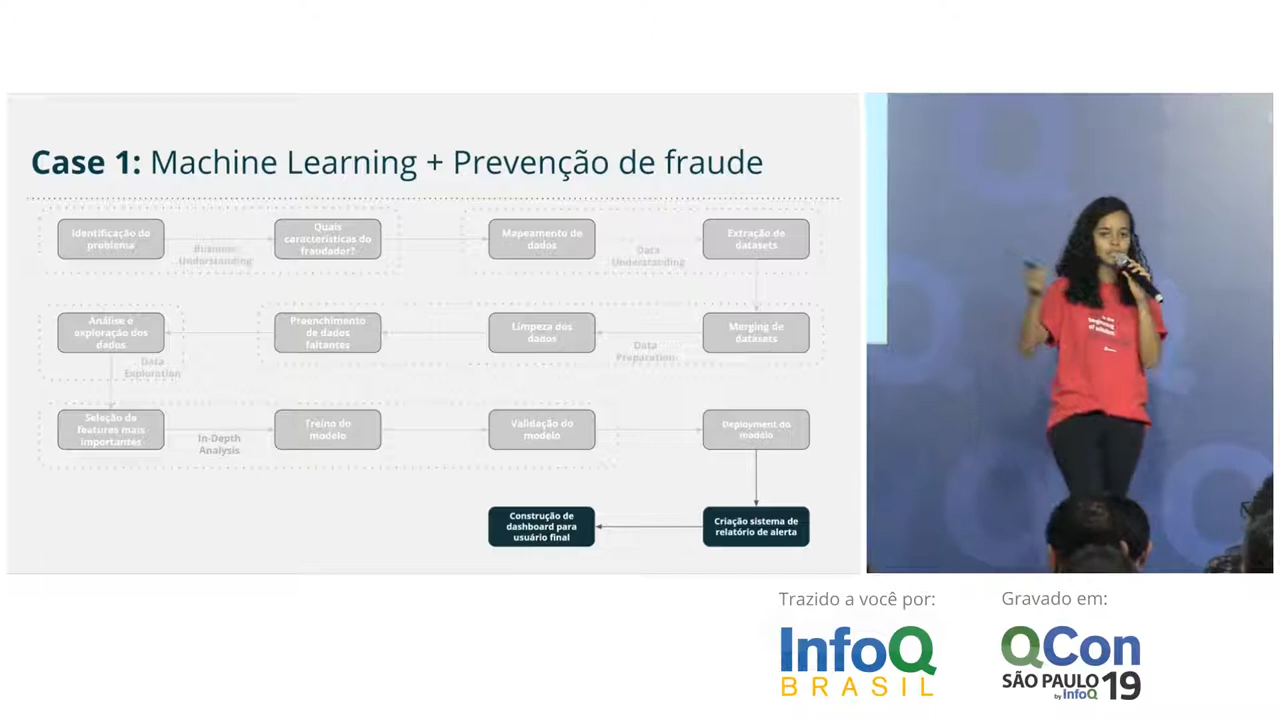 Case 1: Machine Learning + Prevenção de fraude
Identificação do
problema
Business
Understanding
Quais
características do
fraudador?
Mapeamento de
dados
Data
Understanding
Extração de
datasets
Análise e
exploração dos
dados
Data
Exploration
Preenchimento
de dados
faltantes
Limpeza dos
dados
Data
Preparation
Merging de
datasets
Seleção de
features mais
importantes
In-Depth
Analysis
Treino do
modelo
Validação do
modelo
Deployment do
modelo
Construção de
dashboard para
usuário final
Criação sistema de
relatório de alerta
Trazido a você por:
InfoQ
BRASIL
Gravado em:
QCon
SÃO PAULO 19
by InfoQ